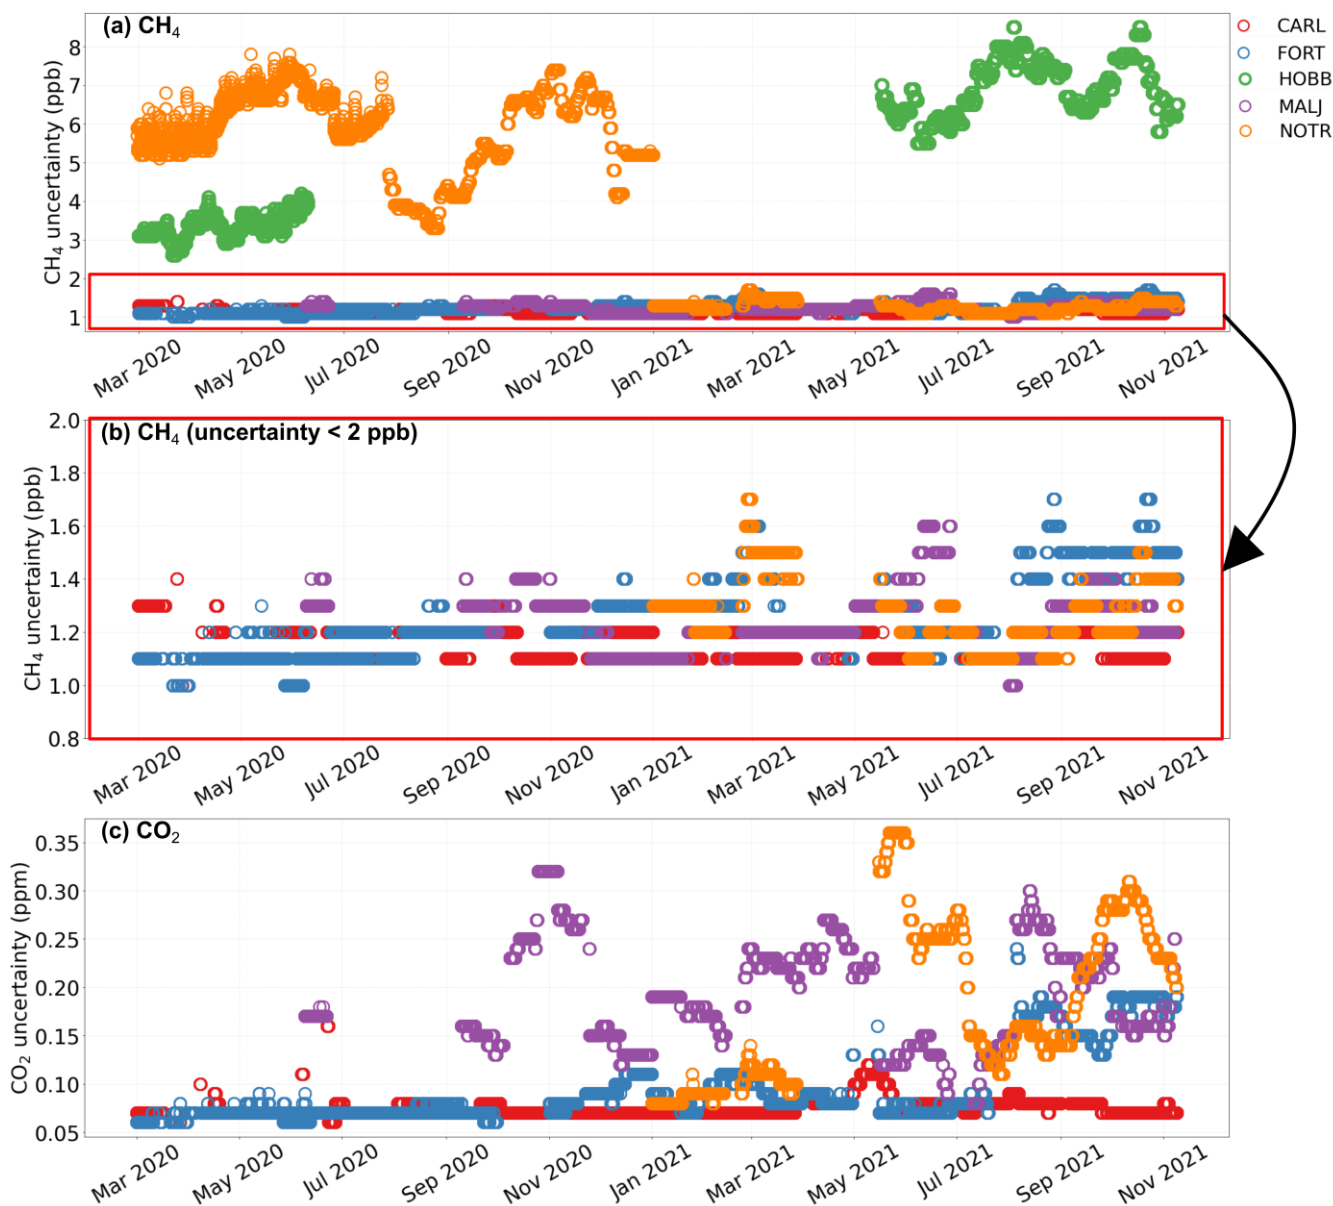 (a) CH₄
CH₄ uncertainty (ppb)
8
7
6
5
4
3
2
1
Mar 2020
May 2020
Jul 2020
Sep 2020
Nov 2020
Jan 2021
Mar 2021
May 2021
Jul 2021
Sep 2021
Nov 2021
CARL
FORT
HOBB
MALJ
NOTR
(b) CH₄ (uncertainty < 2 ppb)
CH₄ uncertainty (ppb)
2.0
1.8
1.6
1.4
1.2
1.0
0.8
Mar 2020
May 2020
Jul 2020
Sep 2020
Nov 2020
Jan 2021
Mar 2021
May 2021
Jul 2021
Sep 2021
Nov 2021
(c) CO₂
CO₂ uncertainty (ppm)
0.35
0.30
0.25
0.20
0.15
0.10
0.05
Mar 2020
May 2020
Jul 2020
Sep 2020
Nov 2020
Jan 2021
Mar 2021
May 2021
Jul 2021
Sep 2021
Nov 2021